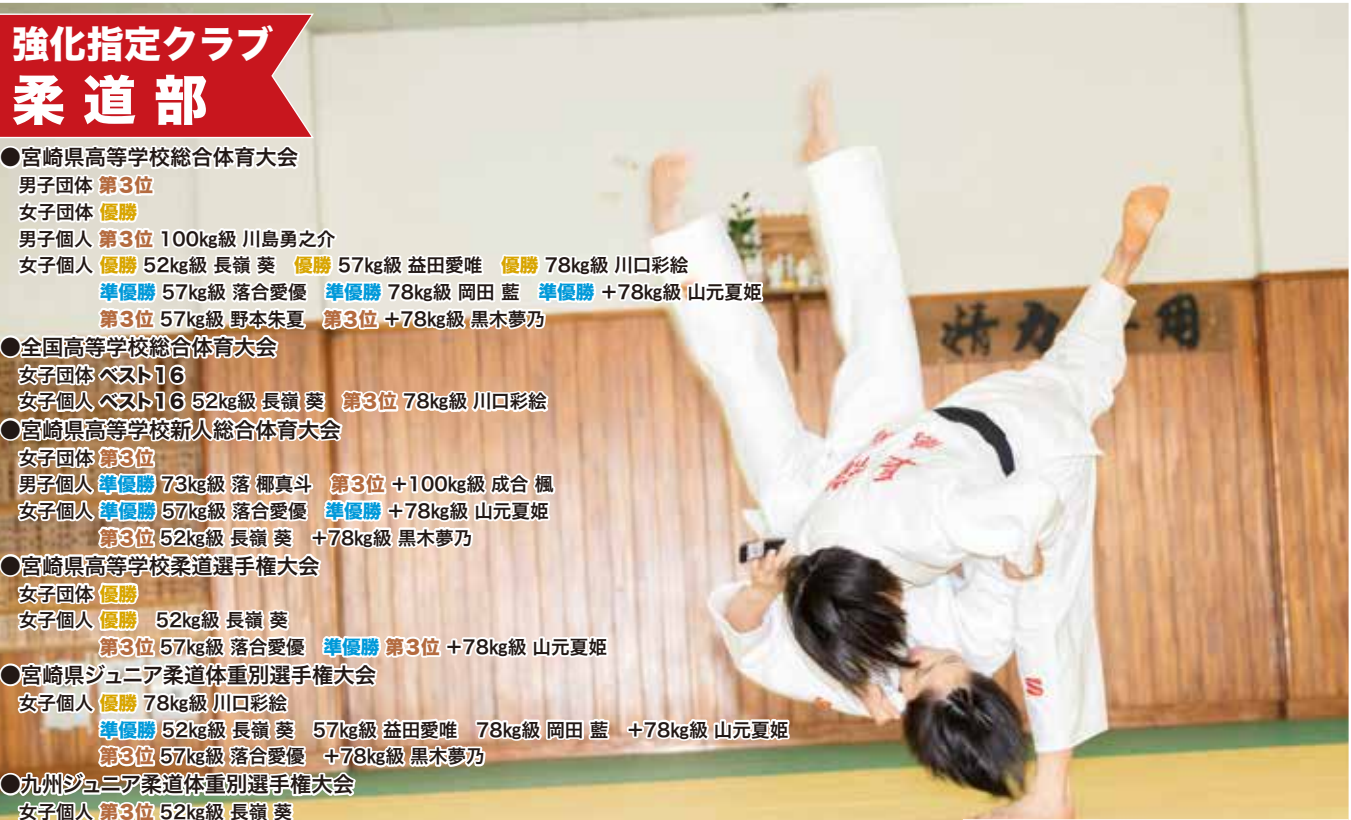 強化指定クラブ
柔道部
●宮崎県高等学校総合体育大会
男子団体 第3位
女子団体 優勝
男子個人 第3位 100kg級 川島勇之介
女子個人 優勝 52kg級 長嶺 葵 優勝 57kg級 益田愛唯 優勝 78kg級 川口彩絵
準優勝 57kg級 落合愛優 準優勝 78kg級 岡田 藍 準優勝 +78kg級 山元夏姫
第3位 57kg級 野本朱夏 第3位 +78kg級 黒木夢乃
●全国高等学校総合体育大会
女子団体 ベスト16
女子個人 ベスト16 52kg級 長嶺 葵 第3位 78kg級 川口彩絵
●宮崎県高等学校新人総合体育大会
女子団体 第3位
男子個人 準優勝 73kg級 落 椰真斗 第3位 +100kg級 成合 楓
女子個人 準優勝 57kg級 落合愛優 準優勝 +78kg級 山元夏姫
第3位 52kg級 長嶺 葵 +78kg級 黒木夢乃
●宮崎県高等学校柔道選手権大会
女子団体 優勝
女子個人 優勝 52kg級 長嶺 葵
第3位 57kg級 落合愛優 準優勝 第3位 +78kg級 山元夏姫
●宮崎県ジュニア柔道体重別選手権大会
女子個人 優勝 78kg級 川口彩絵
準優勝 52kg級 長嶺 葵 57kg級 益田愛唯 78kg級 岡田 藍 +78kg級 山元夏姫
第3位 57kg級 落合愛優 +78kg級 黒木夢乃
●九州ジュニア柔道体重別選手権大会
女子個人 第3位 52kg級 長嶺 葵
精力 用